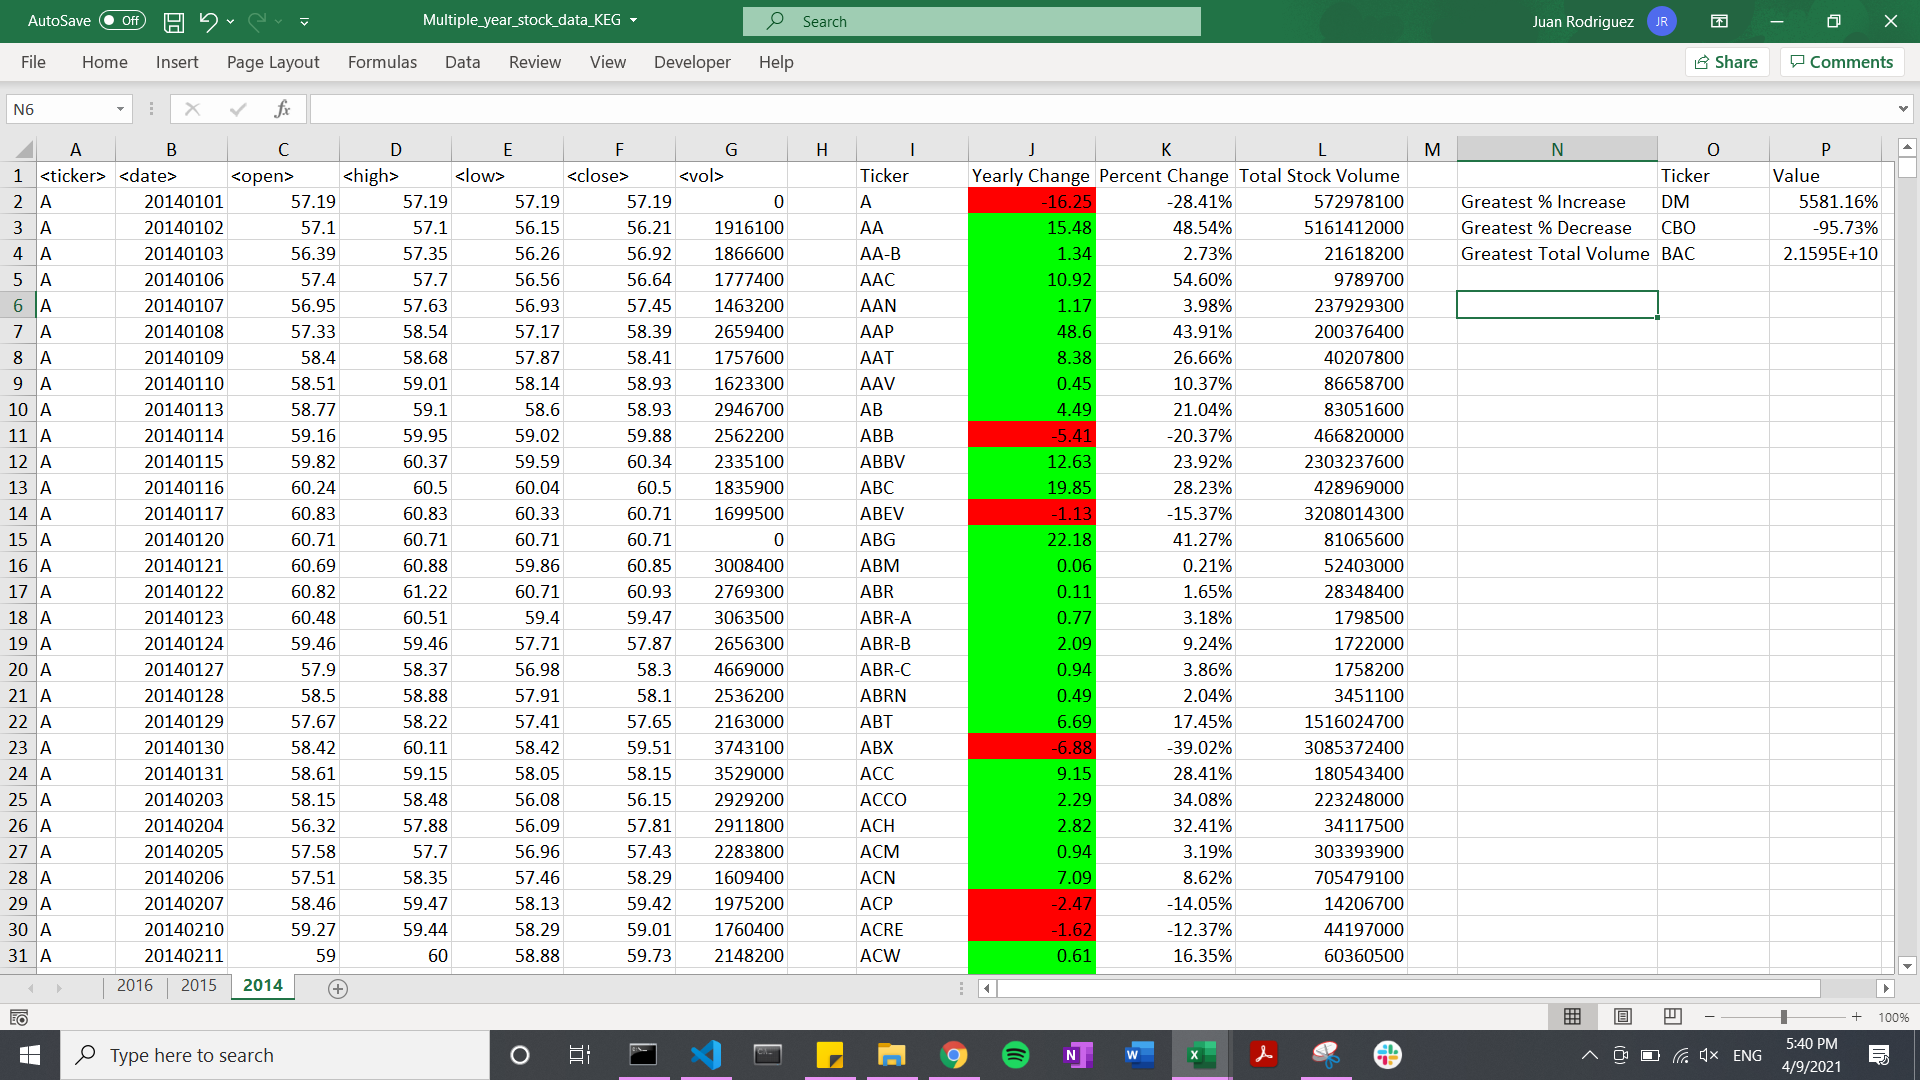 AutoSave Off Multiple_year_stock_data_KEG Search Juan Rodriguez JR
File Home Insert Page Layout Formulas Data Review View Developer Help Share Comments
N6 fx
A B C D E F G H I J K L M N O P
1 <ticker> <date> <open> <high> <low> <close> <vol> Ticker Yearly Change Percent Change Total Stock Volume Ticker Value
2 A 20140101 57.19 57.19 57.19 57.19 0 A -16.25 -28.41% 572978100 Greatest % Increase DM 5581.16%
3 A 20140102 57.1 57.1 56.15 56.21 1916100 AA 15.48 48.54% 5161412000 Greatest % Decrease CBO -95.73%
4 A 20140103 56.39 57.35 56.26 56.92 1866600 AA-B 1.34 2.73% 21618200 Greatest Total Volume BAC 2.1595E+10
5 A 20140106 57.4 57.7 56.56 56.64 1777400 AAC 10.92 54.60% 9789700
6 A 20140107 56.95 57.63 56.93 57.45 1463200 AAN 1.17 3.98% 237929300
7 A 20140108 57.33 58.54 57.17 58.39 2659400 AAP 48.6 43.91% 200376400
8 A 20140109 58.4 58.68 57.87 58.41 1757600 AAT 8.38 26.66% 40207800
9 A 20140110 58.51 59.01 58.14 58.93 1623300 AAV 0.45 10.37% 86658700
10 A 20140113 58.77 59.1 58.6 58.93 2946700 AB 4.49 21.04% 83051600
11 A 20140114 59.16 59.95 59.02 59.88 2562200 ABB -5.41 -20.37% 466820000
12 A 20140115 59.82 60.37 59.59 60.34 2335100 ABBV 12.63 23.92% 2303237600
13 A 20140116 60.24 60.5 60.04 60.5 1835900 ABC 19.85 28.23% 428969000
14 A 20140117 60.83 60.83 60.33 60.71 1699500 ABEV -1.13 -15.37% 3208014300
15 A 20140120 60.71 60.71 60.71 60.71 0 ABG 22.18 41.27% 81065600
16 A 20140121 60.69 60.88 59.86 60.85 3008400 ABM 0.06 0.21% 52403000
17 A 20140122 60.82 61.22 60.71 60.93 2769300 ABR 0.11 1.65% 28348400
18 A 20140123 60.48 60.51 59.4 59.47 3063500 ABR-A 0.77 3.18% 1798500
19 A 20140124 59.46 59.46 57.71 57.87 2656300 ABR-B 2.09 9.24% 1722000
20 A 20140127 57.9 58.37 56.98 58.3 4669000 ABR-C 0.94 3.86% 1758200
21 A 20140128 58.5 58.88 57.91 58.1 2536200 ABRN 0.49 2.04% 3451100
22 A 20140129 57.67 58.22 57.41 57.65 2163000 ABT 6.69 17.45% 1516024700
23 A 20140130 58.42 60.11 58.42 59.51 3743100 ABX -6.88 -39.02% 3085372400
24 A 20140131 58.61 59.15 58.05 58.15 3529000 ACC 9.15 28.41% 180543400
25 A 20140203 58.15 58.48 56.08 56.15 2929200 ACCO 2.29 34.08% 223248000
26 A 20140204 56.32 57.88 56.09 57.81 2911800 ACH 2.82 32.41% 34117500
27 A 20140205 57.58 57.7 56.96 57.43 2283800 ACM 0.94 3.19% 303393900
28 A 20140206 57.51 58.35 57.46 58.29 1609400 ACN 7.09 8.62% 705479100
29 A 20140207 58.46 59.47 58.13 59.42 1975200 ACP -2.47 -14.05% 14206700
30 A 20140210 59.27 59.44 58.29 59.01 1760400 ACRE -1.62 -12.37% 44197000
31 A 20140211 59 60 58.88 59.73 2148200 ACW 0.61 16.35% 60360500
2016 2015 2014
100%
Type here to search ENG 5:40 PM
4/9/2021